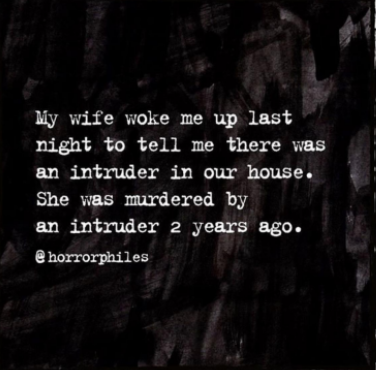 My wife woke me up last
night to tell me there was
an intruder in our house.
She was murdered by
an intruder 2 years ago.
@horrorphiles